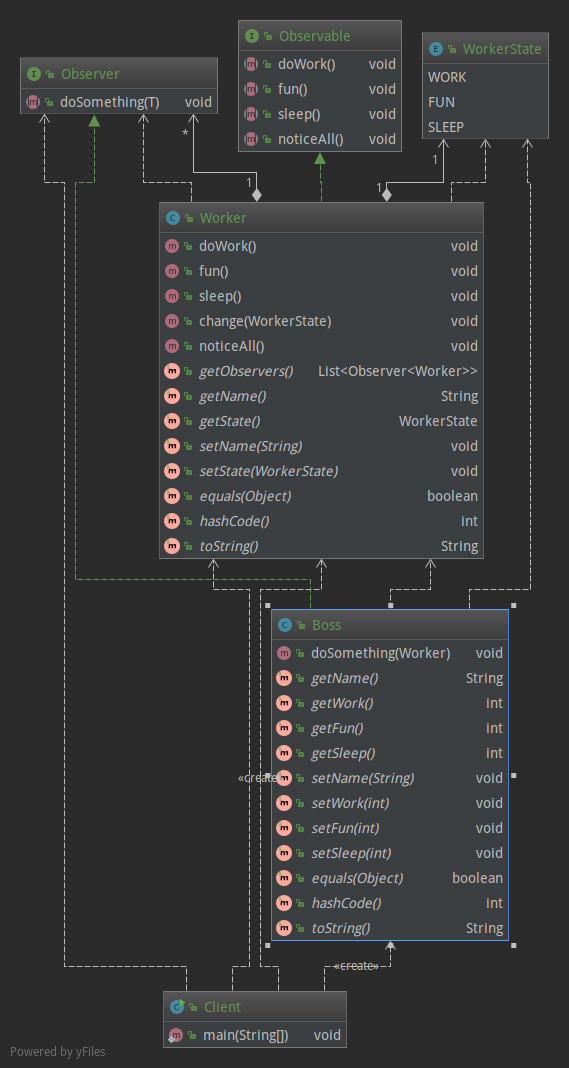 Observer
doSomething(T) void
Observable
doWork() void
fun() void
sleep() void
noticeAll() void
WorkerState
WORK
FUN
SLEEP
* 1 1 1
Worker
doWork() void
fun() void
sleep() void
change(WorkerState) void
noticeAll() void
getObservers() List<Observer<Worker>>
getName() String
getState() WorkerState
setName(String) void
setState(WorkerState) void
equals(Object) boolean
hashCode() int
toString() String
Boss
doSomething(Worker) void
getName() String
getWork() int
getFun() int
getSleep() int
«create
setName(String) void
setWork(int) void
setFun(int) void
setSleep(int) void
equals(Object) boolean
hashCode() int
toString() String
«create»
Client
main(String[]) void
Powered by yFiles